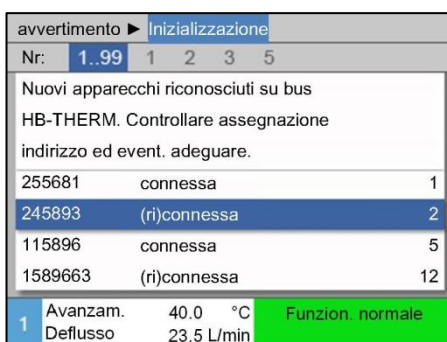 avvertimento ► Inizializzazione
Nr: 1..99 1 2 3 5
Nuovi apparecchi riconosciuti su bus
HB-THERM. Controllare assegnazione
indirizzo ed event. adeguare.
255681 connessa 1
245893 (ri)connessa 2
115896 connessa 5
1589663 (ri)connessa 12
1 Avanzam. 40.0 °C Funzion. normale
Deflusso 23.5 L/min